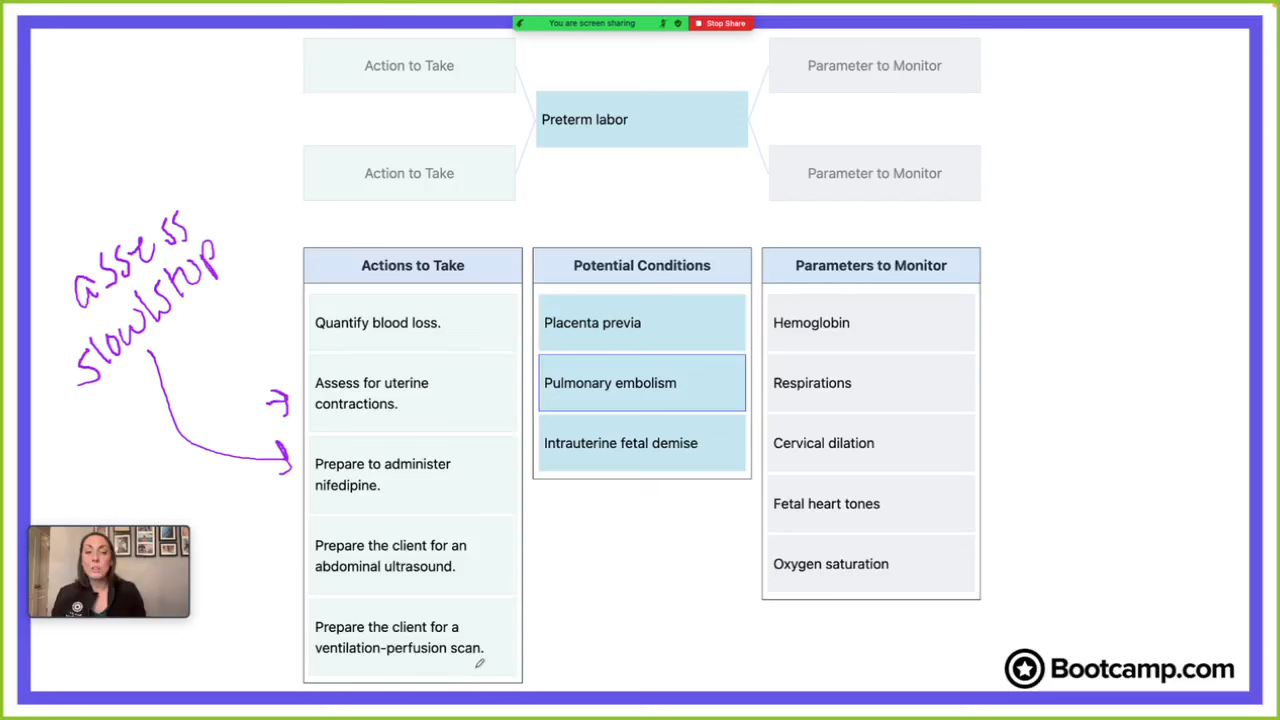 You are screen sharing
Stop Share
Action to Take
Parameter to Monitor
Preterm labor
Action to Take
Parameter to Monitor
assess
slow/stop
Actions to Take
Quantify blood loss.
Assess for uterine
contractions.
Prepare to administer
nifedipine.
Prepare the client for an
abdominal ultrasound.
Prepare the client for a
ventilation-perfusion scan.
Potential Conditions
Placenta previa
Pulmonary embolism
Intrauterine fetal demise
Parameters to Monitor
Hemoglobin
Respirations
Cervical dilation
Fetal heart tones
Oxygen saturation
Bootcamp.com